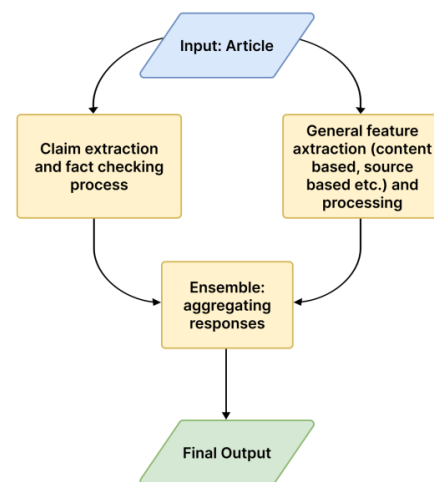 Input: Article
Claim extraction
and fact checking
process
General feature
axtraction (content
based, source
based etc.) and
processing
Ensemble:
aggregating
responses
Final Output